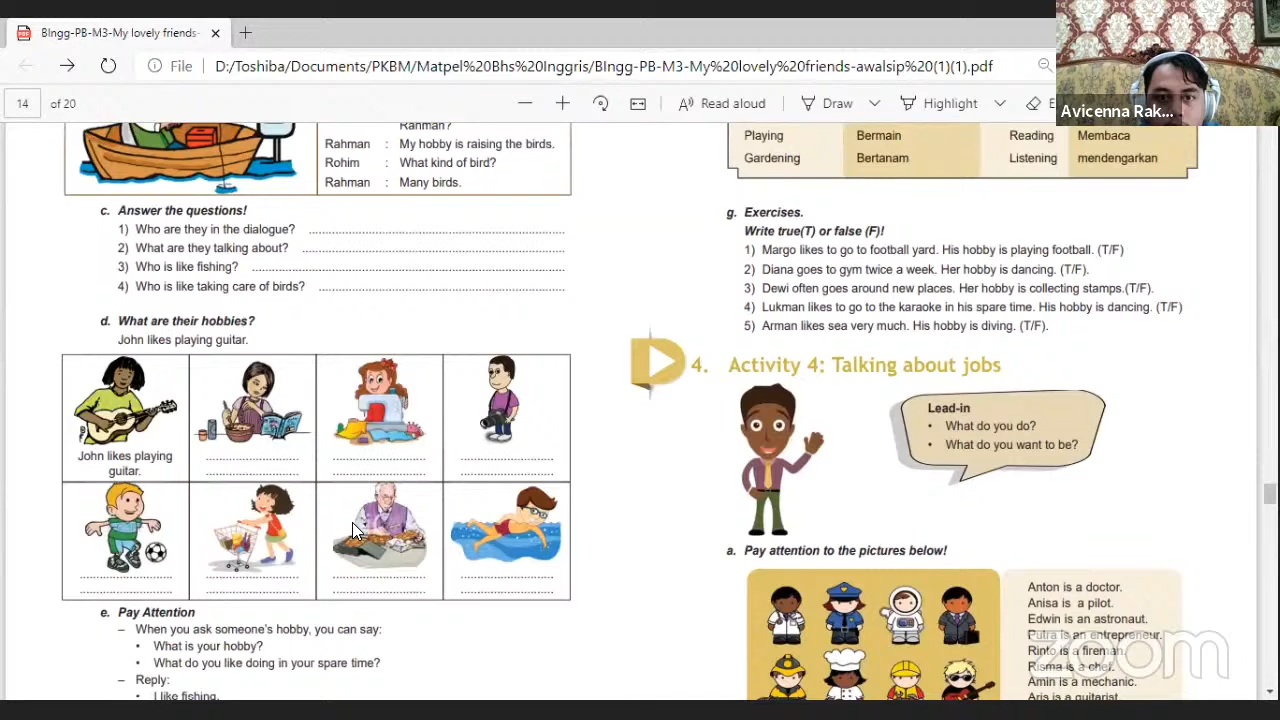 BIngg-PB-M3-My lovely friends-
File
D:/Toshiba/Documents/PKBM/Matpel%20Bhs%20Inggris/BIngg-PB-M3-My%20lovely%20friends-awalsip%20(1)(1).pdf
14 of 20
Read aloud
Draw
Highlight
Avicenna Rak...
Rahman?
Rahman : My hobby is raising the birds.
Rohim : What kind of bird?
Rahman : Many birds.
c. Answer the questions!
1) Who are they in the dialogue? ........................................
2) What are they talking about? ........................................
3) Who is like fishing? ........................................
4) Who is like taking care of birds? ........................................
d. What are their hobbies?
John likes playing guitar.
John likes playing
guitar.
e. Pay Attention
– When you ask someone's hobby, you can say:
• What is your hobby?
• What do you like doing in your spare time?
– Reply:
• I like fishing.
Playing Bermain Reading Membaca
Gardening Bertanam Listening mendengarkan
g. Exercises.
Write true(T) or false (F)!
1) Margo likes to go to football yard. His hobby is playing football. (T/F)
2) Diana goes to gym twice a week. Her hobby is dancing. (T/F).
3) Dewi often goes around new places. Her hobby is collecting stamps.(T/F).
4) Lukman likes to go to the karaoke in his spare time. His hobby is dancing. (T/F)
5) Arman likes sea very much. His hobby is diving. (T/F).
4. Activity 4: Talking about jobs
Lead-in
• What do you do?
• What do you want to be?
a. Pay attention to the pictures below!
Anton is a doctor.
Anisa is a pilot.
Edwin is an astronaut.
Putra is an entrepreneur.
Rinto is a fireman.
Risma is a chef.
Amin is a mechanic.
Aris is a guitarist.
zoom